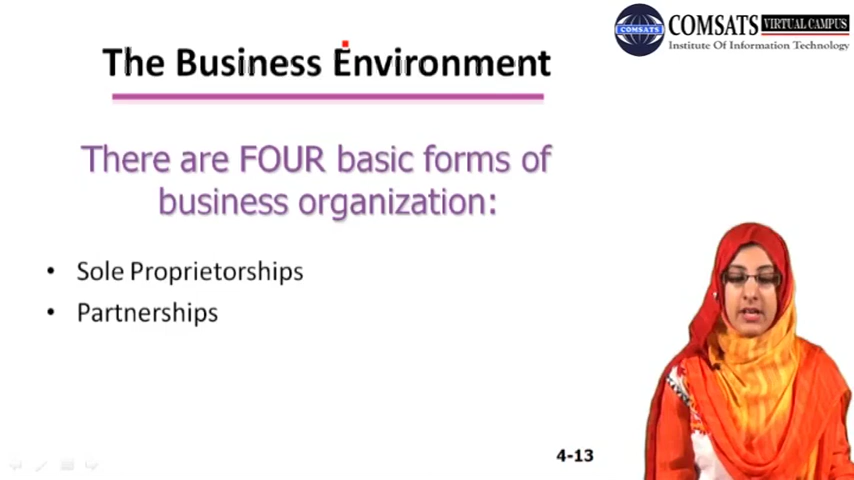 COMSATS VIRTUAL CAMPUS
Institute Of Information Technology
COMSATS
The Business Environment
There are FOUR basic forms of
business organization:
• Sole Proprietorships
• Partnerships
4-13